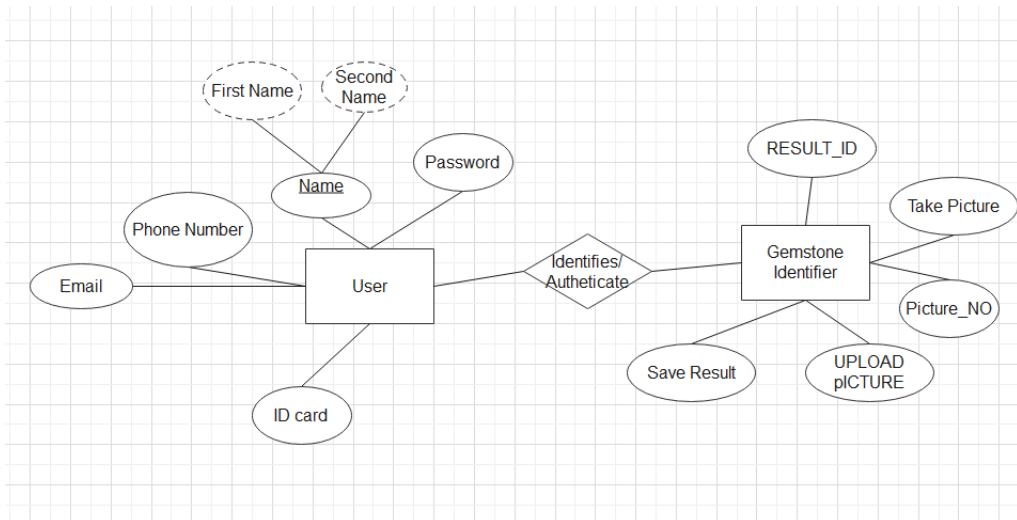 First Name
Second
Name
Name
Password
Phone Number
Email
User
ID card
Identifies/
Autheticate
RESULT_ID
Take Picture
Gemstone
Identifier
Picture_NO
Save Result
UPLOAD
pICTURE